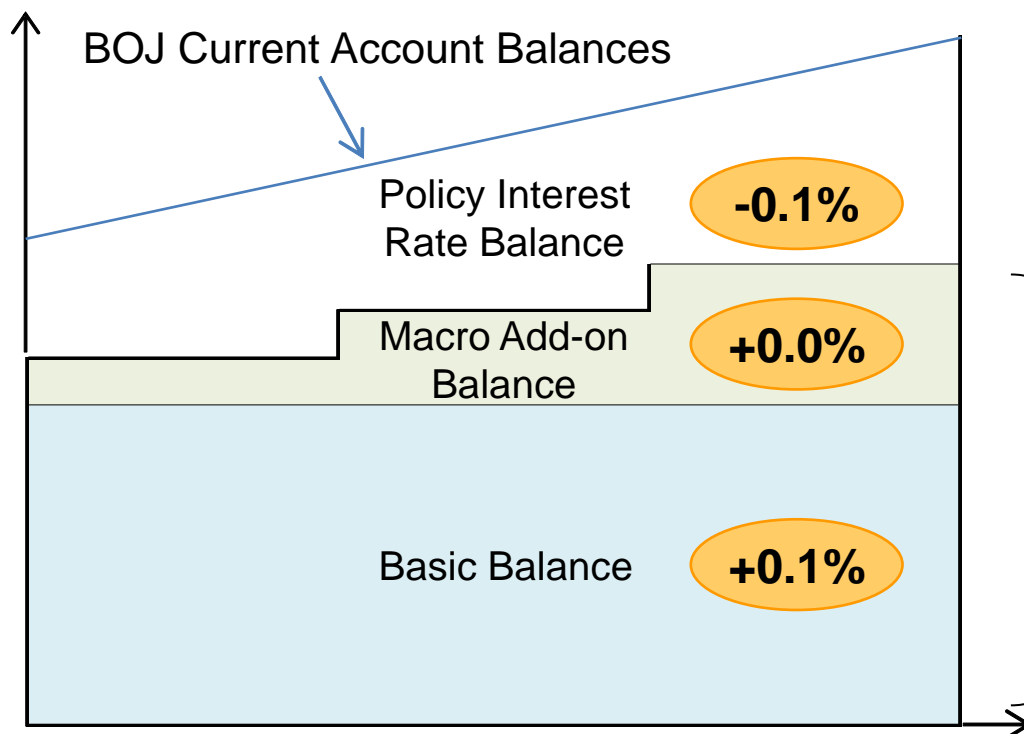 BOJ Current Account Balances
Policy Interest
Rate Balance
-0.1%
Macro Add-on
Balance
+0.0%
Basic Balance
+0.1%